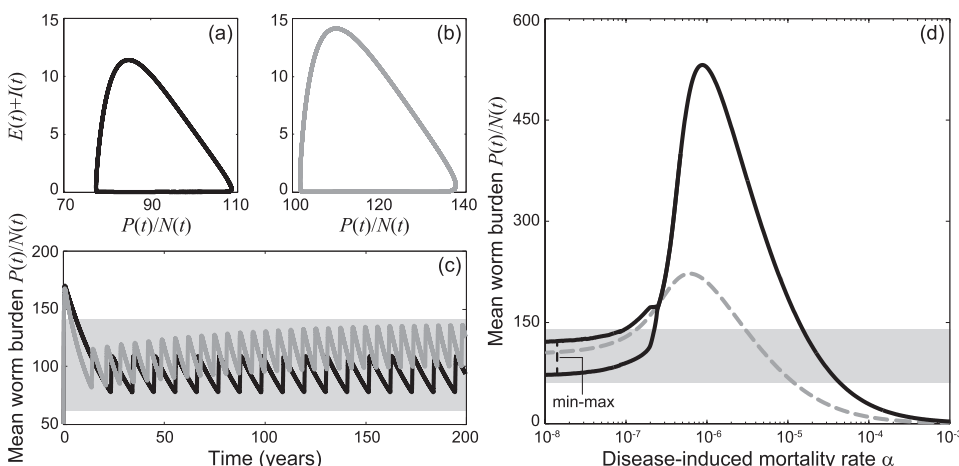 (a)
E(t)+I(t)
15
10
5
0
70
90
110
P(t)/N(t)
(b)
15
10
5
0
100
120
140
P(t)/N(t)
(c)
Mean worm burden P(t)/N(t)
200
150
100
50
0
50
100
150
200
Time (years)
(d)
Mean worm burden P(t)/N(t)
600
450
300
150
0
min-max
10⁻⁸
10⁻⁷
10⁻⁶
10⁻⁵
10⁻⁴
10⁻³
Disease-induced mortality rate α